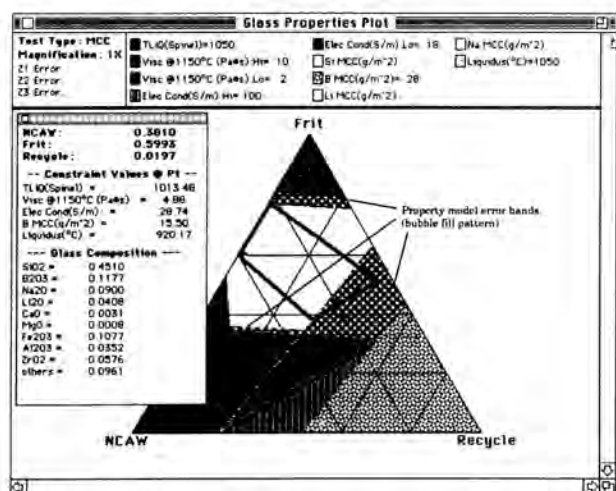 Glass Properties Plot
Test Type: MCC
Magnification: 1X
Z1 Error:
Z2 Error:
Z3 Error:
TLIQ(Spinel)=1050
Visc @1150°C (Pa*s) Hi= 10
Visc @1150°C (Pa*s) Lo= 2
Elec Cond(S/m) Hi= 100
Elec Cond(S/m) Lo= 18
Si MCC(g/m^2)
B MCC(g/m^2)= 28
Li MCC(g/m^2)
Na MCC(g/m^2)
Liquidus(°C)=1050
NCAW: 0.3810
Frit: 0.5993
Recycle: 0.0197
-- Constraint Values @ Pt --
TLIQ(Spinel) = 1013.46
Visc @1150°C (Pa*s) = 4.86
Elec Cond(S/m) = 28.74
B MCC(g/m^2) = 15.50
Liquidus(°C) = 920.17
--- Glass Composition ---
SiO2 = 0.4510
B2O3 = 0.1177
Na2O = 0.0900
Li2O = 0.0408
CaO = 0.0031
MgO = 0.0008
Fe2O3 = 0.1077
Al2O3 = 0.0352
ZrO2 = 0.0576
others = 0.0961
Frit
Property model error bands
(bubble fill pattern)
NCAW
Recycle